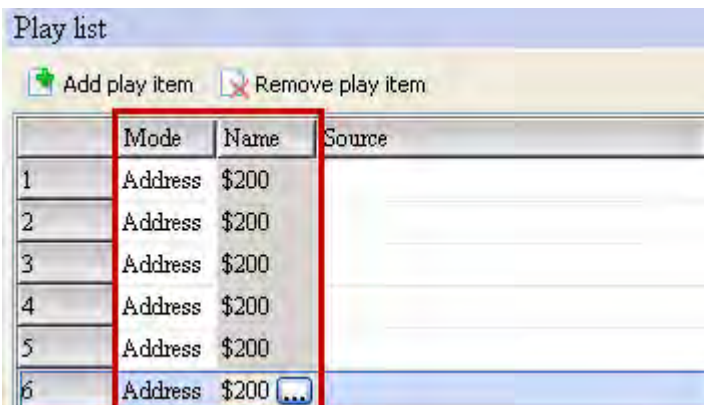 Play list
Add play item Remove play item
Mode Name Source
1 Address $200
2 Address $200
3 Address $200
4 Address $200
5 Address $200
6 Address $200 ...